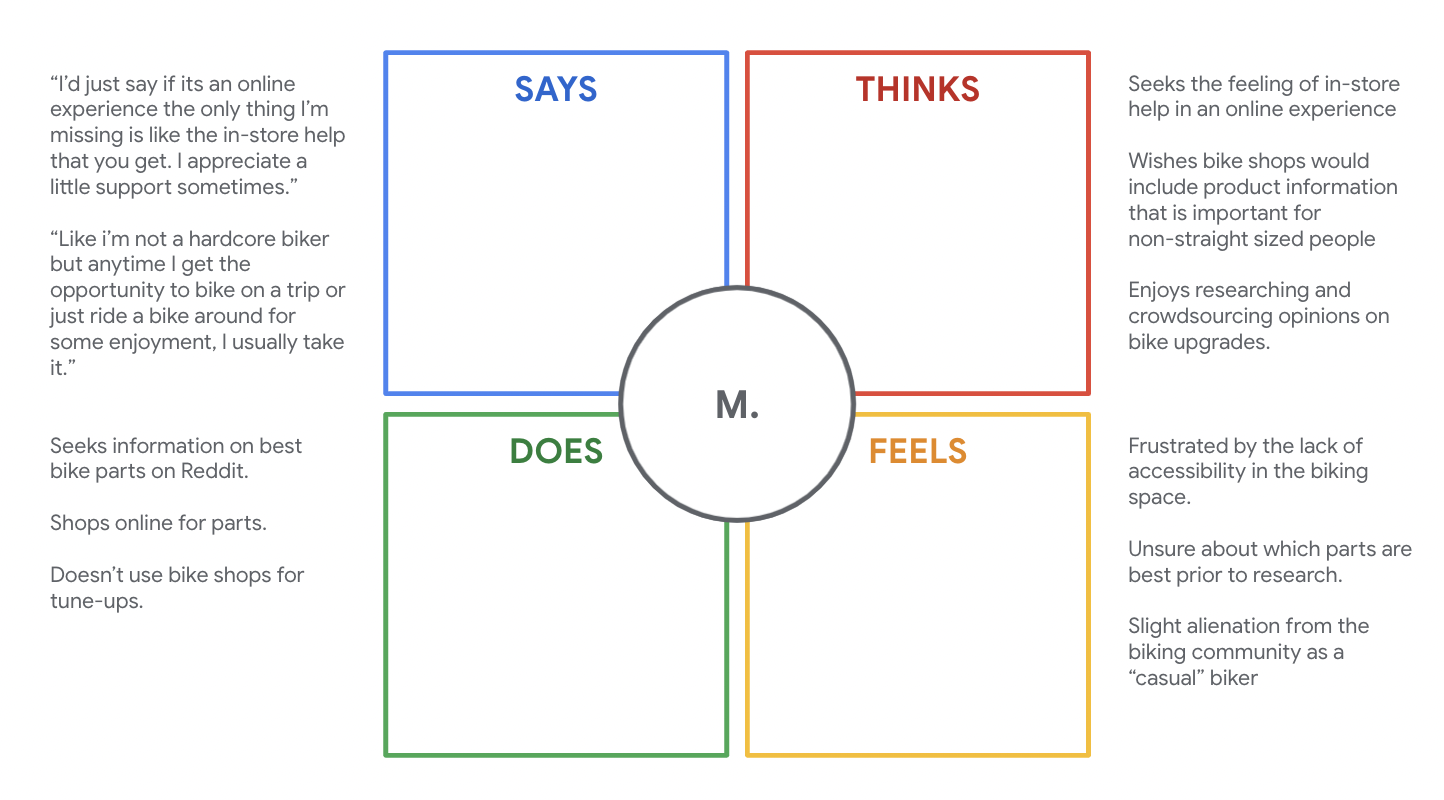 “I’d just say if its an online
experience the only thing I’m
missing is like the in-store help
that you get. I appreciate a
little support sometimes.”
“Like i’m not a hardcore biker
but anytime I get the
opportunity to bike on a trip or
just ride a bike around for
some enjoyment, I usually take
it.”
SAYS
THINKS
Seeks the feeling of in-store
help in an online experience
Wishes bike shops would
include product information
that is important for
non-straight sized people
Enjoys researching and
crowdsourcing opinions on
bike upgrades.
M.
Seeks information on best
bike parts on Reddit.
Shops online for parts.
Doesn’t use bike shops for
tune-ups.
DOES
FEELS
Frustrated by the lack of
accessibility in the biking
space.
Unsure about which parts are
best prior to research.
Slight alienation from the
biking community as a
“casual” biker